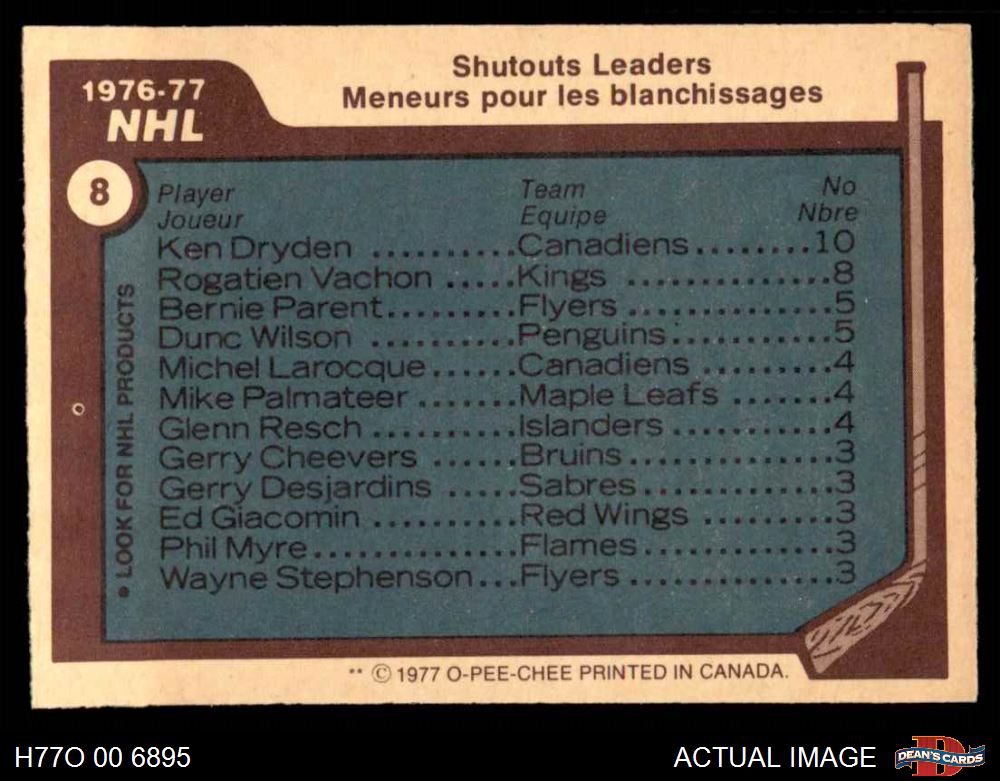 Shutouts Leaders
Meneurs pour les blanchissages
1976-77
NHL
8
Player Team No
Joueur Equipe Nbre
Ken Dryden ..........Canadiens........10
Rogatien Vachon .....Kings ..............8
Bernie Parent..........Flyers ..............5
Dunc Wilson ..........Penguins...........5
Michel Larocque......Canadiens .........4
Mike Palmateer .......Maple Leafs .......4
Glenn Resch ..........Islanders ...........4
Gerry Cheevers ......Bruins..............3
Gerry Desjardins .....Sabres.............3
Ed Giacomin ..........Red Wings .........3
Phil Myre...............Flames.............3
Wayne Stephenson...Flyers..............3
• LOOK FOR NHL PRODUCTS
** © 1977 O-PEE-CHEE PRINTED IN CANADA.
H77O 00 6895
ACTUAL IMAGE
D
DEAN'S CARDS